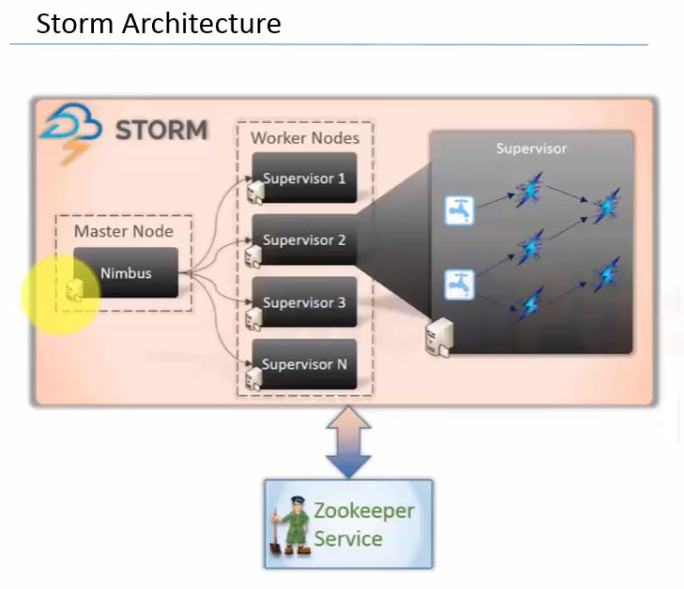 Storm Architecture
STORM
Master Node
Nimbus
Worker Nodes
Supervisor 1
Supervisor 2
Supervisor 3
Supervisor N
Supervisor
Zookeeper
Service